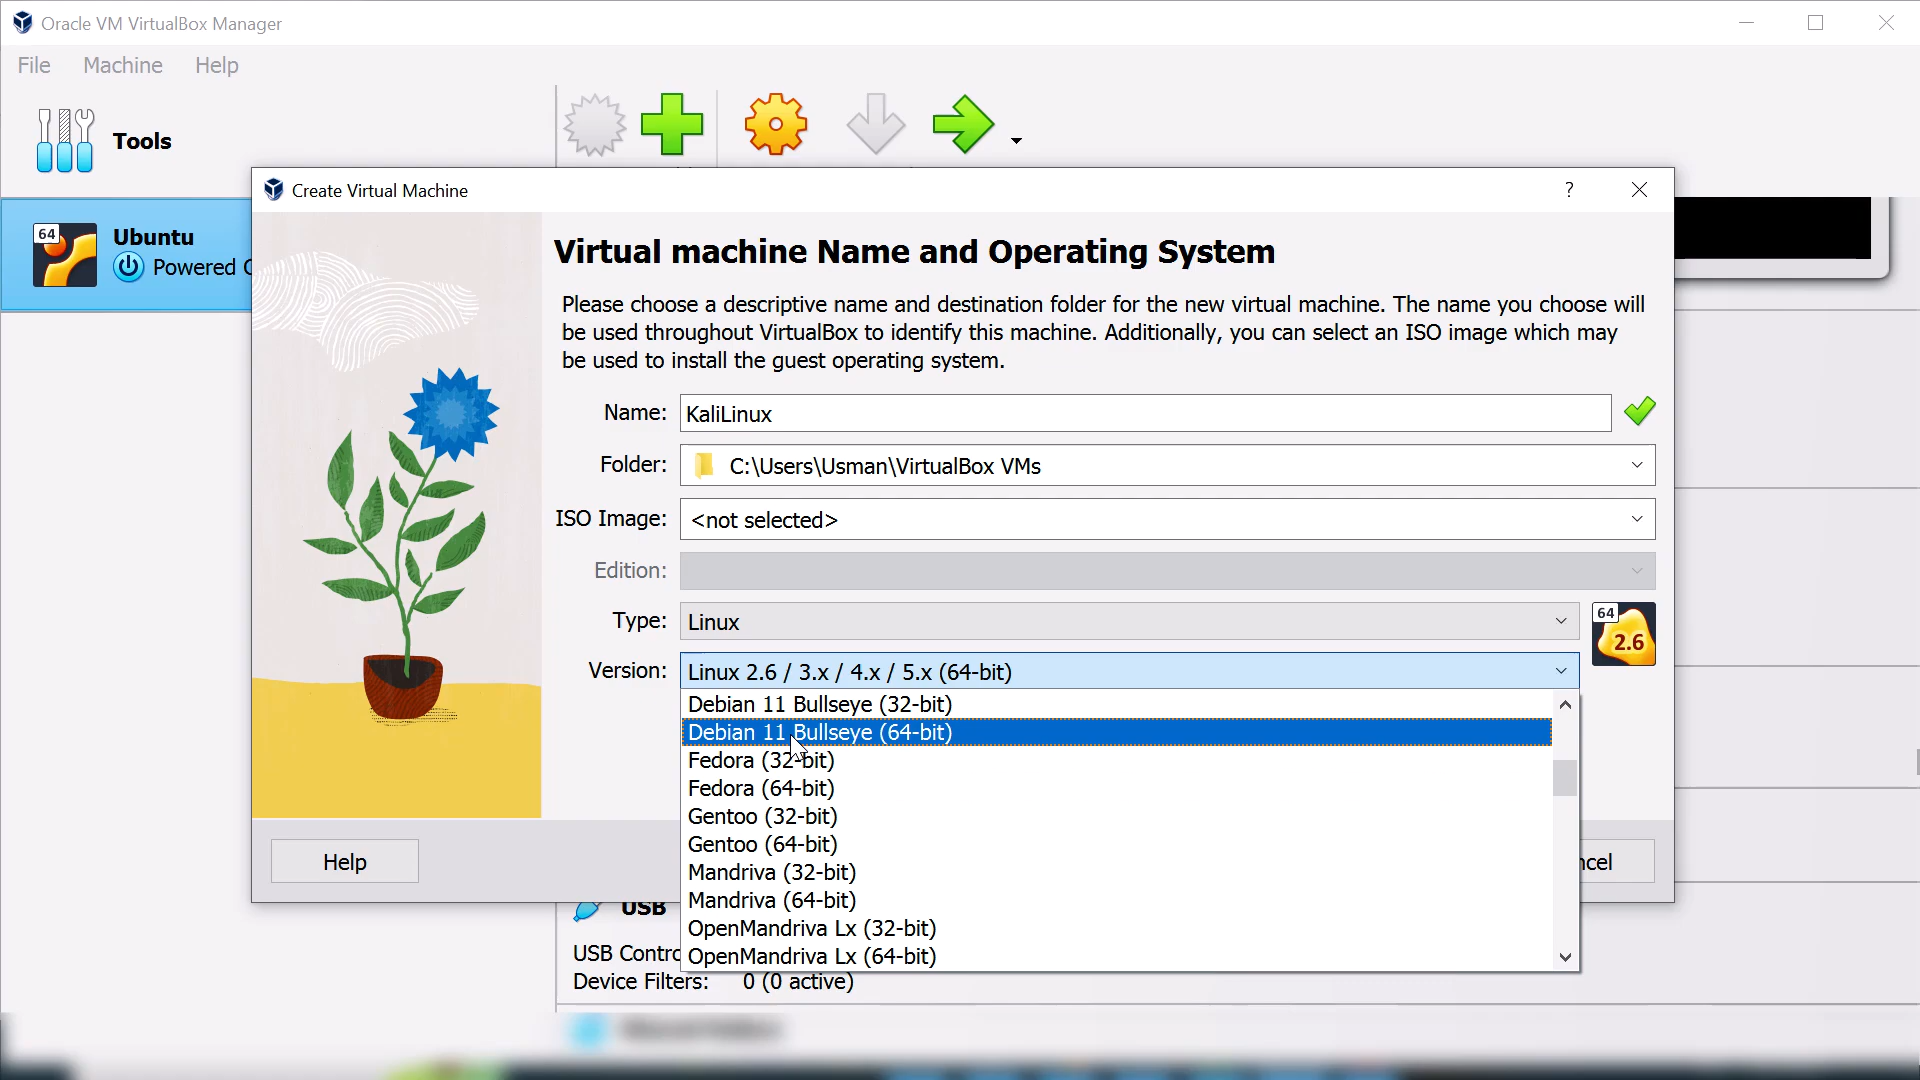 Oracle VM VirtualBox Manager
File Machine Help
Tools
64
Ubuntu
Powered
Create Virtual Machine
?
Virtual machine Name and Operating System
Please choose a descriptive name and destination folder for the new virtual machine. The name you choose will
be used throughout VirtualBox to identify this machine. Additionally, you can select an ISO image which may
be used to install the guest operating system.
Name: KaliLinux
Folder: C:\Users\Usman\VirtualBox VMs
ISO Image: <not selected>
Edition:
Type: Linux
64
2.6
Version: Linux 2.6 / 3.x / 4.x / 5.x (64-bit)
Debian 11 Bullseye (32-bit)
Debian 11 Bullseye (64-bit)
Fedora (32-bit)
Fedora (64-bit)
Gentoo (32-bit)
Gentoo (64-bit)
Mandriva (32-bit)
Mandriva (64-bit)
OpenMandriva Lx (32-bit)
OpenMandriva Lx (64-bit)
Help
ncel
USB
USB Contro
Device Filters: 0 (0 active)